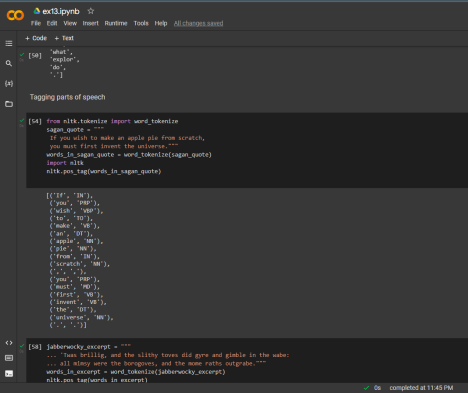 ex13.ipynb
File Edit View Insert Runtime Tools Help All changes saved
+ Code + Text
[50] 'what',
'explor',
'do',
'.']
Tagging parts of speech
[54] from nltk.tokenize import word_tokenize
sagan_quote = """
If you wish to make an apple pie from scratch,
you must first invent the universe."""
words_in_sagan_quote = word_tokenize(sagan_quote)
import nltk
nltk.pos_tag(words_in_sagan_quote)
[('If', 'IN'),
('you', 'PRP'),
('wish', 'VBP'),
('to', 'TO'),
('make', 'VB'),
('an', 'DT'),
('apple', 'NN'),
('pie', 'NN'),
('from', 'IN'),
('scratch', 'NN'),
(',', ','),
('you', 'PRP'),
('must', 'MD'),
('first', 'VB'),
('invent', 'VB'),
('the', 'DT'),
('universe', 'NN'),
('.', '.')]
[58] jabberwocky_excerpt = """
... 'Twas brillig, and the slithy toves did gyre and gimble in the wabe:
... all mimsy were the borogoves, and the mome raths outgrabe."""
words_in_excerpt = word_tokenize(jabberwocky_excerpt)
nltk.pos_tag(words_in_excerpt)
0s completed at 11:45 PM